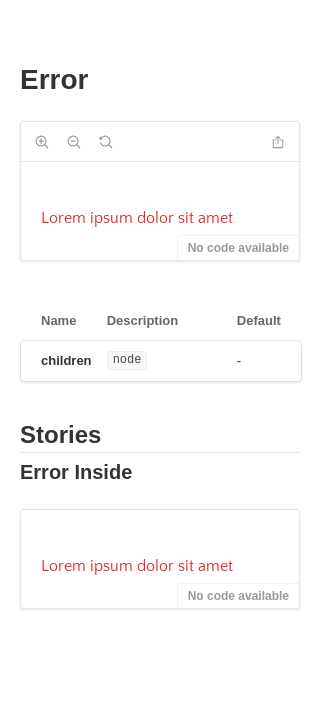 Error
Lorem ipsum dolor sit amet
No code available
Name Description Default
children node -
Stories
Error Inside
Lorem ipsum dolor sit amet
No code available